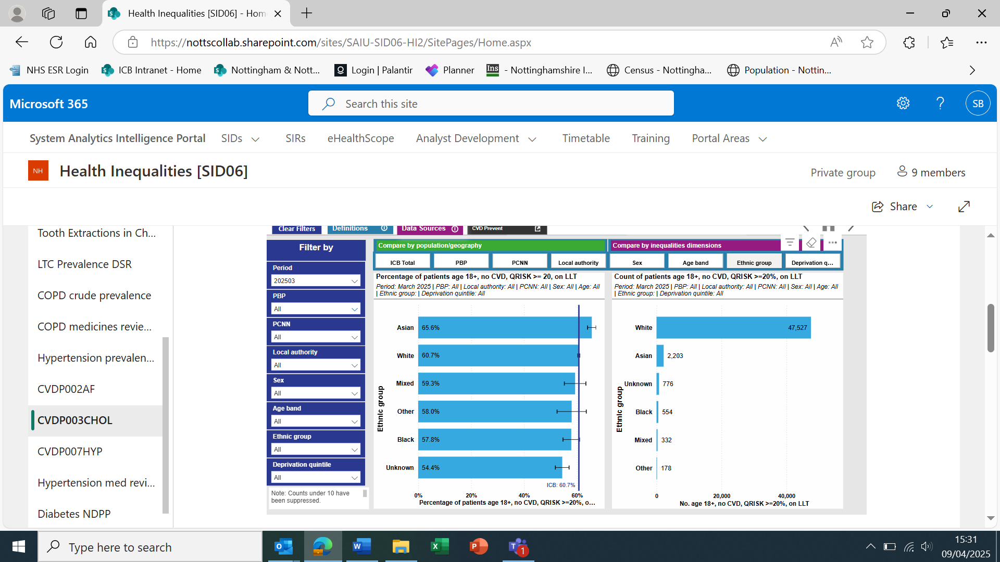 Health Inequalities [SID06] - Hom
https://nottscollab.sharepoint.com/sites/SAIU-SID06-HI2/SitePages/Home.aspx
NHS ESR Login
ICB Intranet - Home
Nottingham & Nott...
Login | Palantir
Planner
Ins
- Nottinghamshire I...
Census - Nottingha...
Population - Nottin...
Microsoft 365
Search this site
?
SB
System Analytics Intelligence Portal
SIDs
SIRs
eHealthScope
Analyst Development
Timetable
Training
Portal Areas
NH
Health Inequalities [SID06]
Private group
9 members
Share
Tooth Extractions in Ch...
LTC Prevalence DSR
COPD crude prevalence
COPD medicines revie...
Hypertension prevalen...
CVDP002AF
CVDP003CHOL
CVDP007HYP
Hypertension med revi...
Diabetes NDPP
Clear Filters
Definitions
Data Sources
CVD Prevent
Filter by
Period
202503
PBP
All
PCNN
All
Local authority
All
Sex
All
Age band
All
Ethnic group
All
Deprivation quintile
All
Note: Counts under 10 have
been suppressed.
Compare by population/geography
ICB Total
PBP
PCNN
Local authority
Compare by inequalities dimensions
Sex
Age band
Ethnic group
Deprivation q...
Percentage of patients age 18+, no CVD, QRISK >= 20, on LLT
Period: March 2025 | PBP: All | Local authority: All | PCNN: All | Sex: All | Age: All
| Ethnic group: | Deprivation quintile: All
Ethnic group
Asian
65.6%
White
60.7%
Mixed
59.3%
Other
58.0%
Black
57.8%
Unknown
54.4%
ICB: 60.7%
0%
20%
40%
60%
Percentage of patients age 18+, no CVD, QRISK >=20%, o...
Count of patients age 18+, no CVD, QRISK >=20%, on LLT
Period: March 2025 | PBP: All | Local authority: All | PCNN: All | Sex: All | Age: All
| Ethnic group: | Deprivation quintile: All
Ethnic group
White
47,527
Asian
2,203
Unknown
776
Black
554
Mixed
332
Other
178
0
20,000
40,000
No. age 18+, no CVD, QRISK >=20%, on LLT
Type here to search
1
15:31
09/04/2025